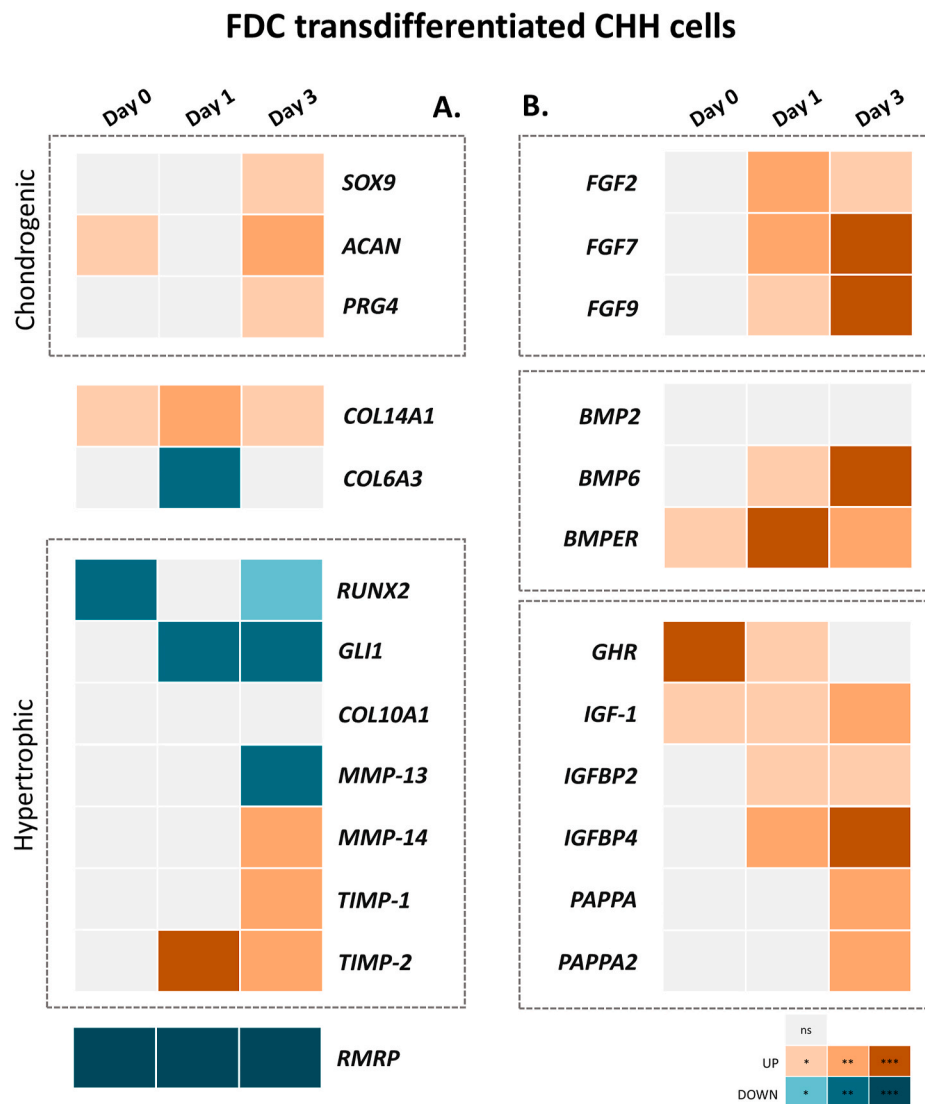 FDC transdifferentiated CHH cells
Day 0 Day 1 Day 3 A.
Chondrogenic
SOX9
ACAN
PRG4
COL14A1
COL6A3
Hypertrophic
RUNX2
GLI1
COL10A1
MMP-13
MMP-14
TIMP-1
TIMP-2
RMRP
B. Day 0 Day 1 Day 3
FGF2
FGF7
FGF9
BMP2
BMP6
BMPER
GHR
IGF-1
IGFBP2
IGFBP4
PAPPA
PAPPA2
ns
UP * ** ***
DOWN * ** ***